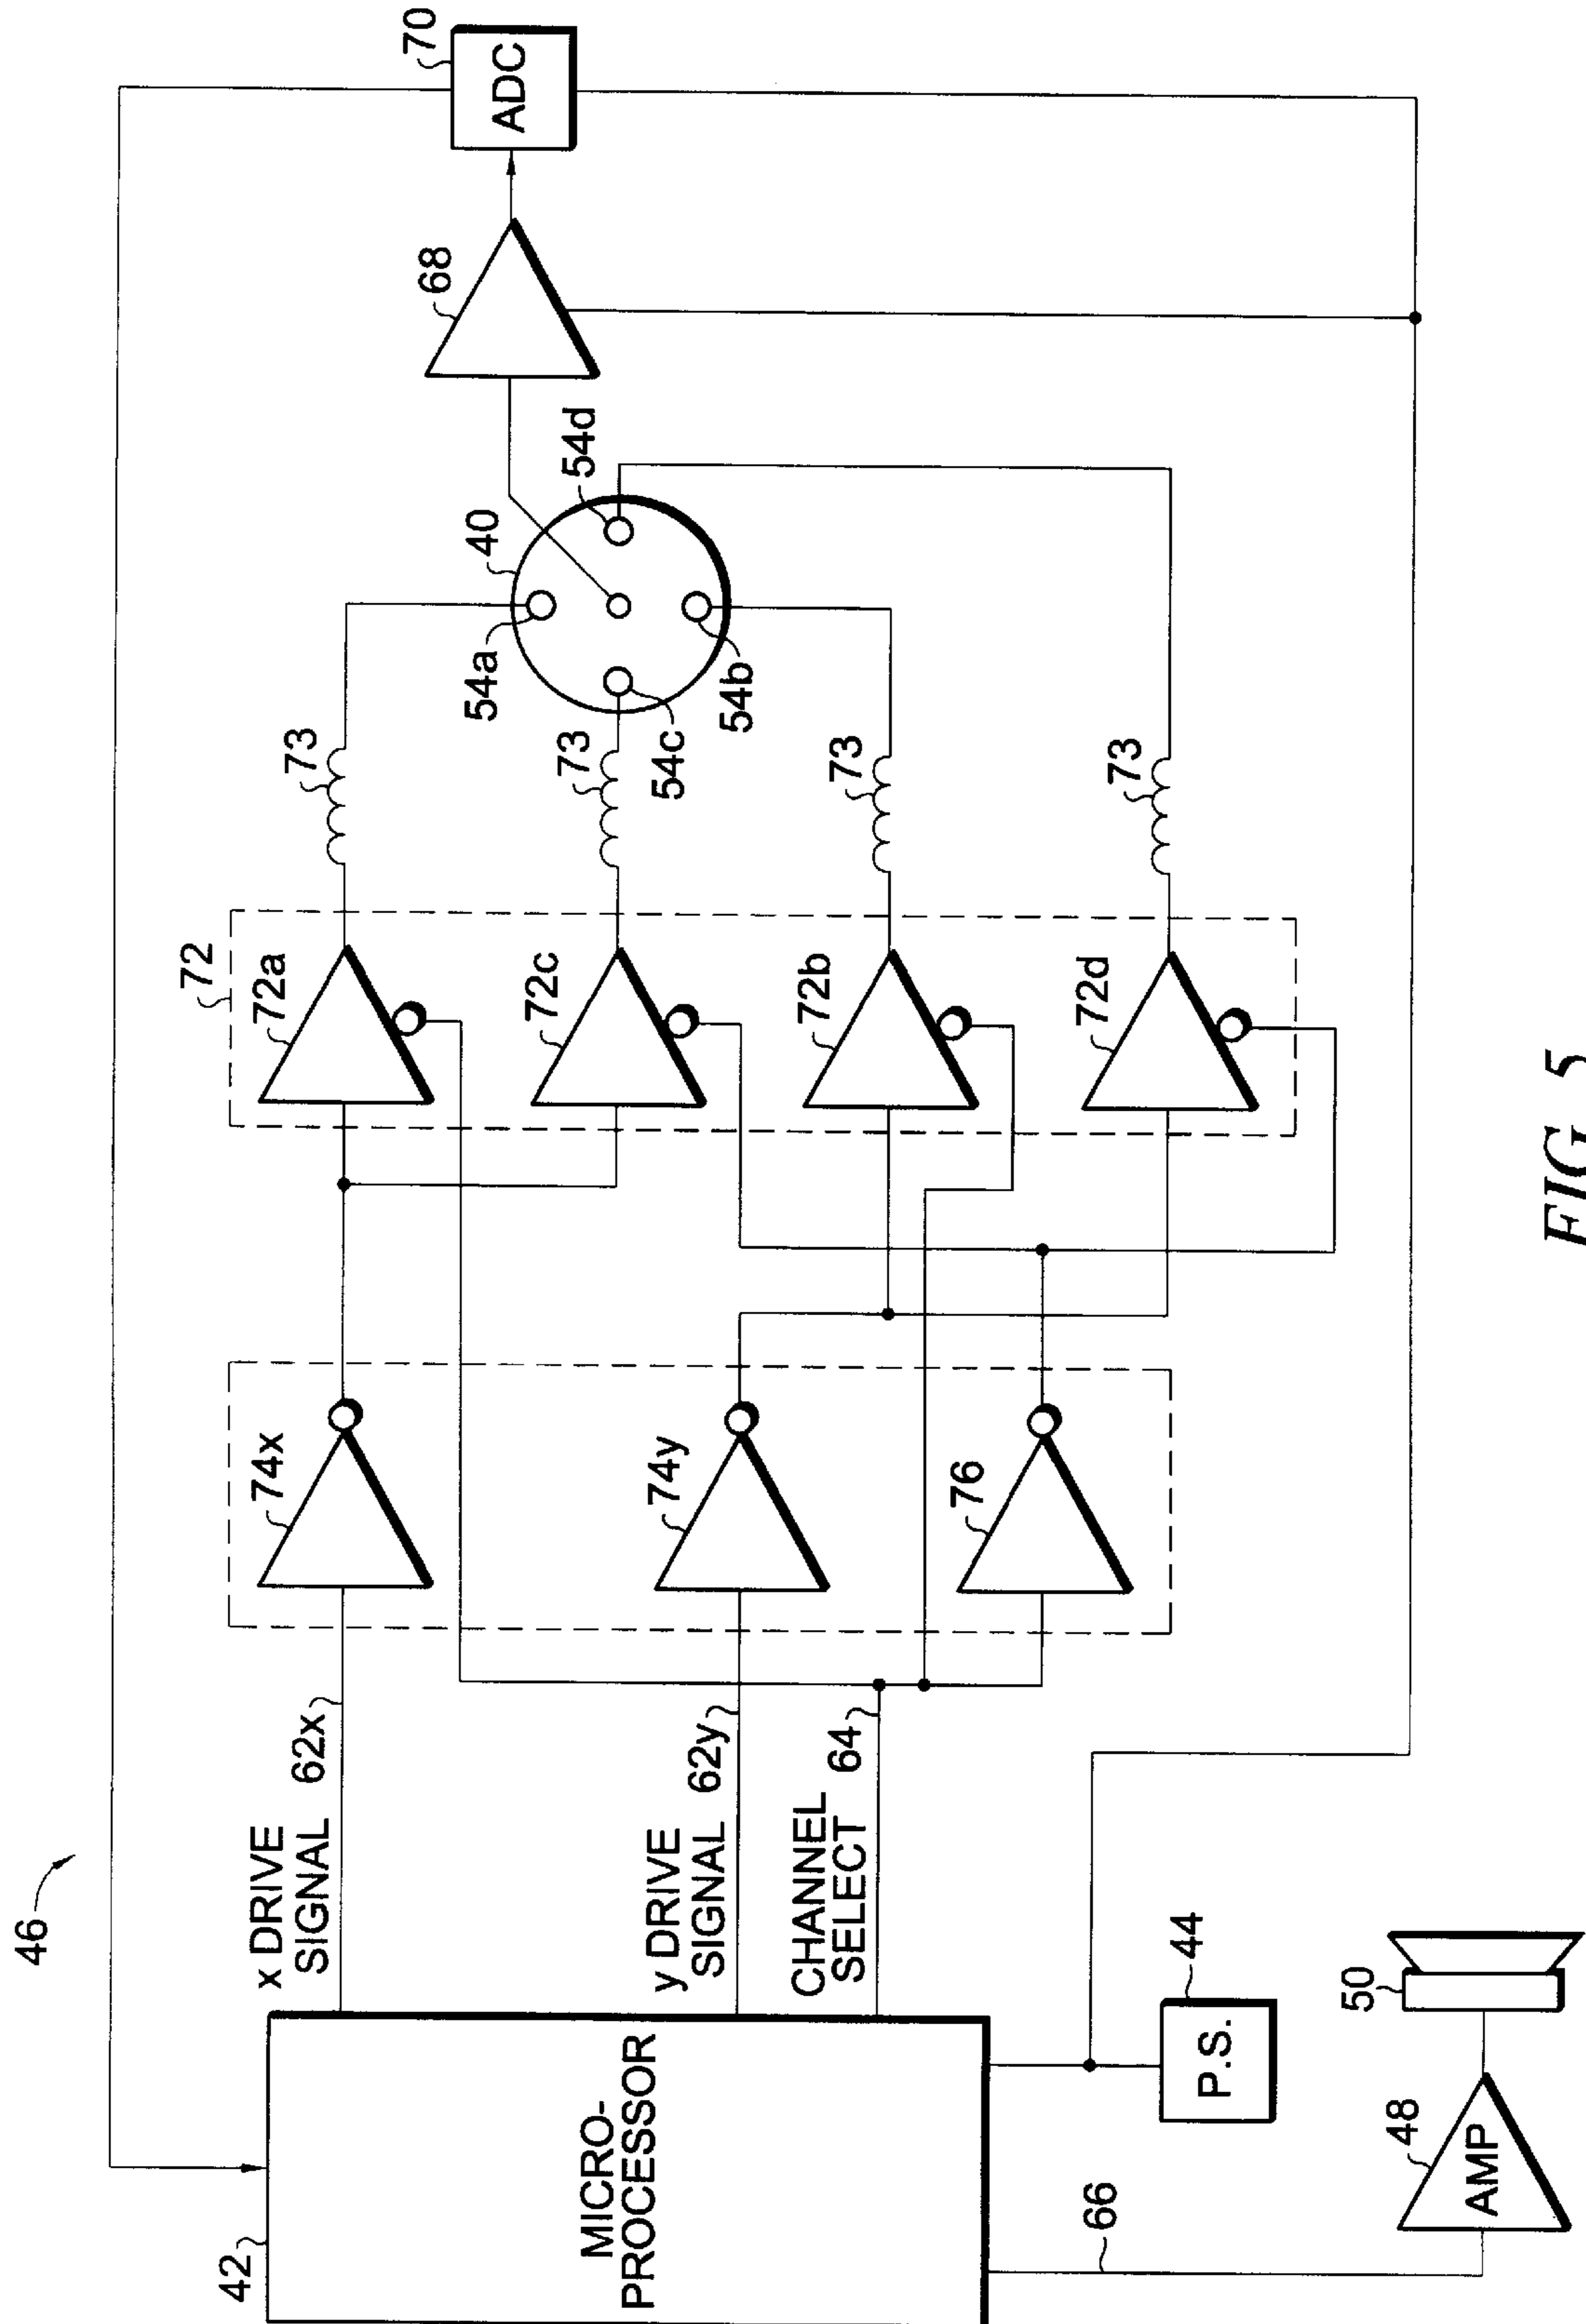 46
42
MICRO-
PROCESSOR
x DRIVE
SIGNAL 62x
y DRIVE
SIGNAL 62y
CHANNEL
SELECT 64
66
48
AMP
50
44
P.S.
74x
74y
76
72
72a
72c
72b
72d
73
73
73
73
54a
54c
54b
54d
40
68
70
ADC
FIG. 5